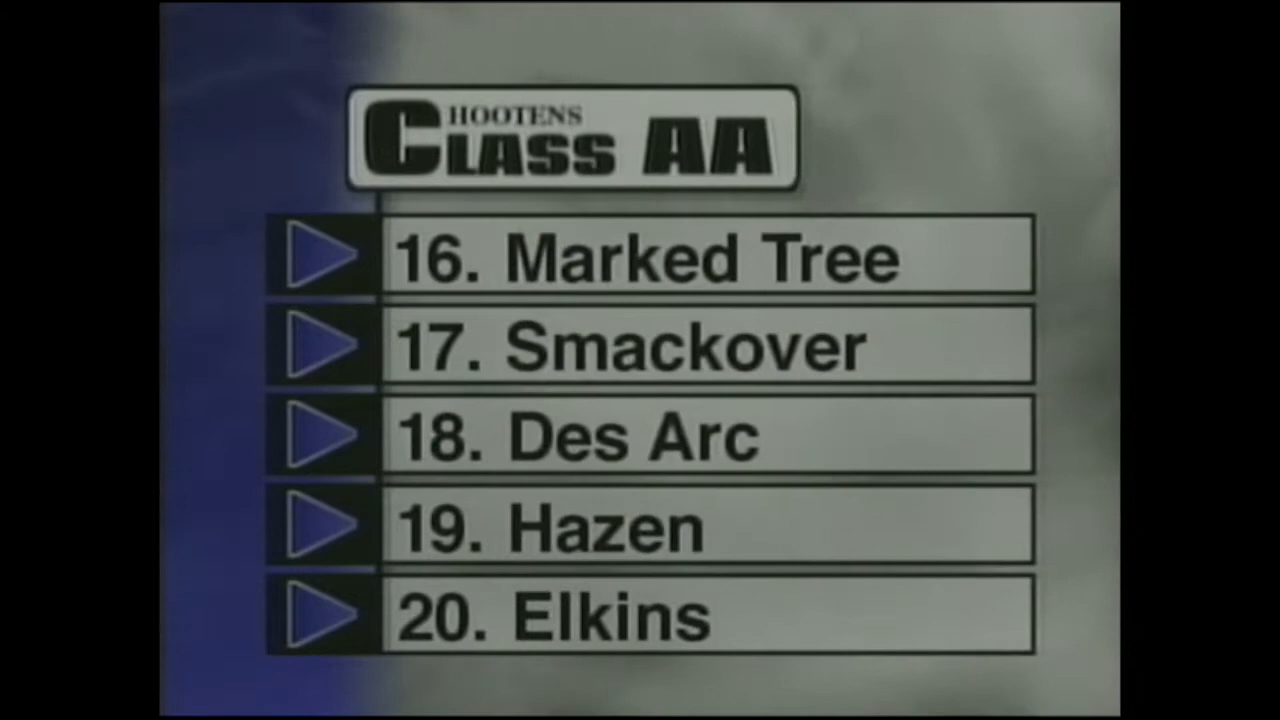 HOOTENS
CLASS AA
16. Marked Tree
17. Smackover
18. Des Arc
19. Hazen
20. Elkins